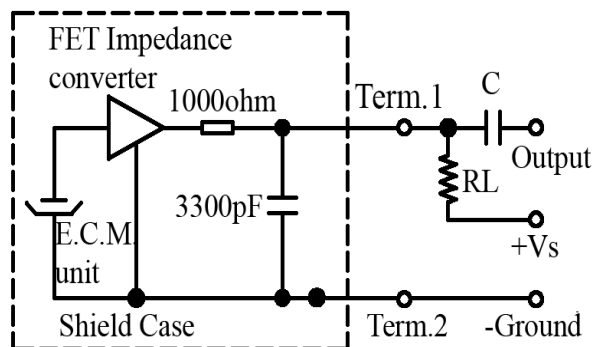 FET Impedance
converter
1000ohm
Term.1
C
Output
RL
3300pF
+Vs
E.C.M.
unit
Shield Case
Term.2
-Ground